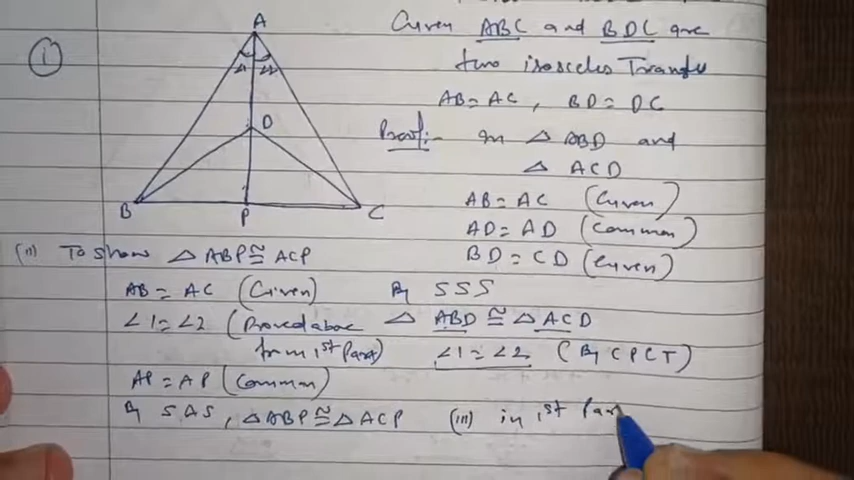 (i)
A
∠1 ∠2
D
B
P
C
Given ABC and BDC are
two isosceles
AB = AC , BD = DC
Proof:- In △ ABD and
△ ACD
AB = AC (Given)
AD = AD (Common)
BD = CD (Given)
By SSS
△ ABD ≅ △ ACD
∠1 = ∠2 (By CPCT)
(ii) To show △ ABP ≅ ACP
AB = AC (Given)
∠1 = ∠2 (Proved above
from 1st Part)
AP = AP (Common)
By SAS, △ABP ≅ △ACP
(iii) in 1st Par